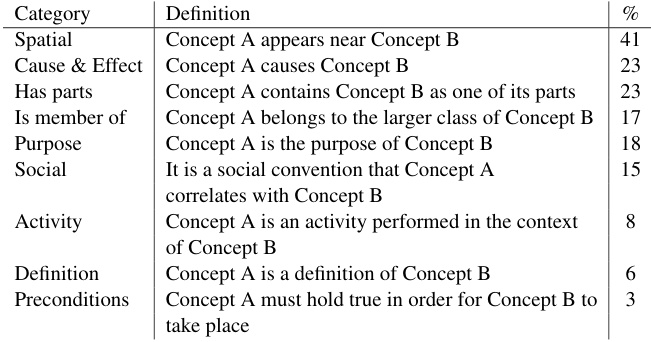 Category Definition %
Spatial Concept A appears near Concept B 41
Cause & Effect Concept A causes Concept B 23
Has parts Concept A contains Concept B as one of its parts 23
Is member of Concept A belongs to the larger class of Concept B 17
Purpose Concept A is the purpose of Concept B 18
Social It is a social convention that Concept A 15
correlates with Concept B
Activity Concept A is an activity performed in the context 8
of Concept B
Definition Concept A is a definition of Concept B 6
Preconditions Concept A must hold true in order for Concept B to 3
take place